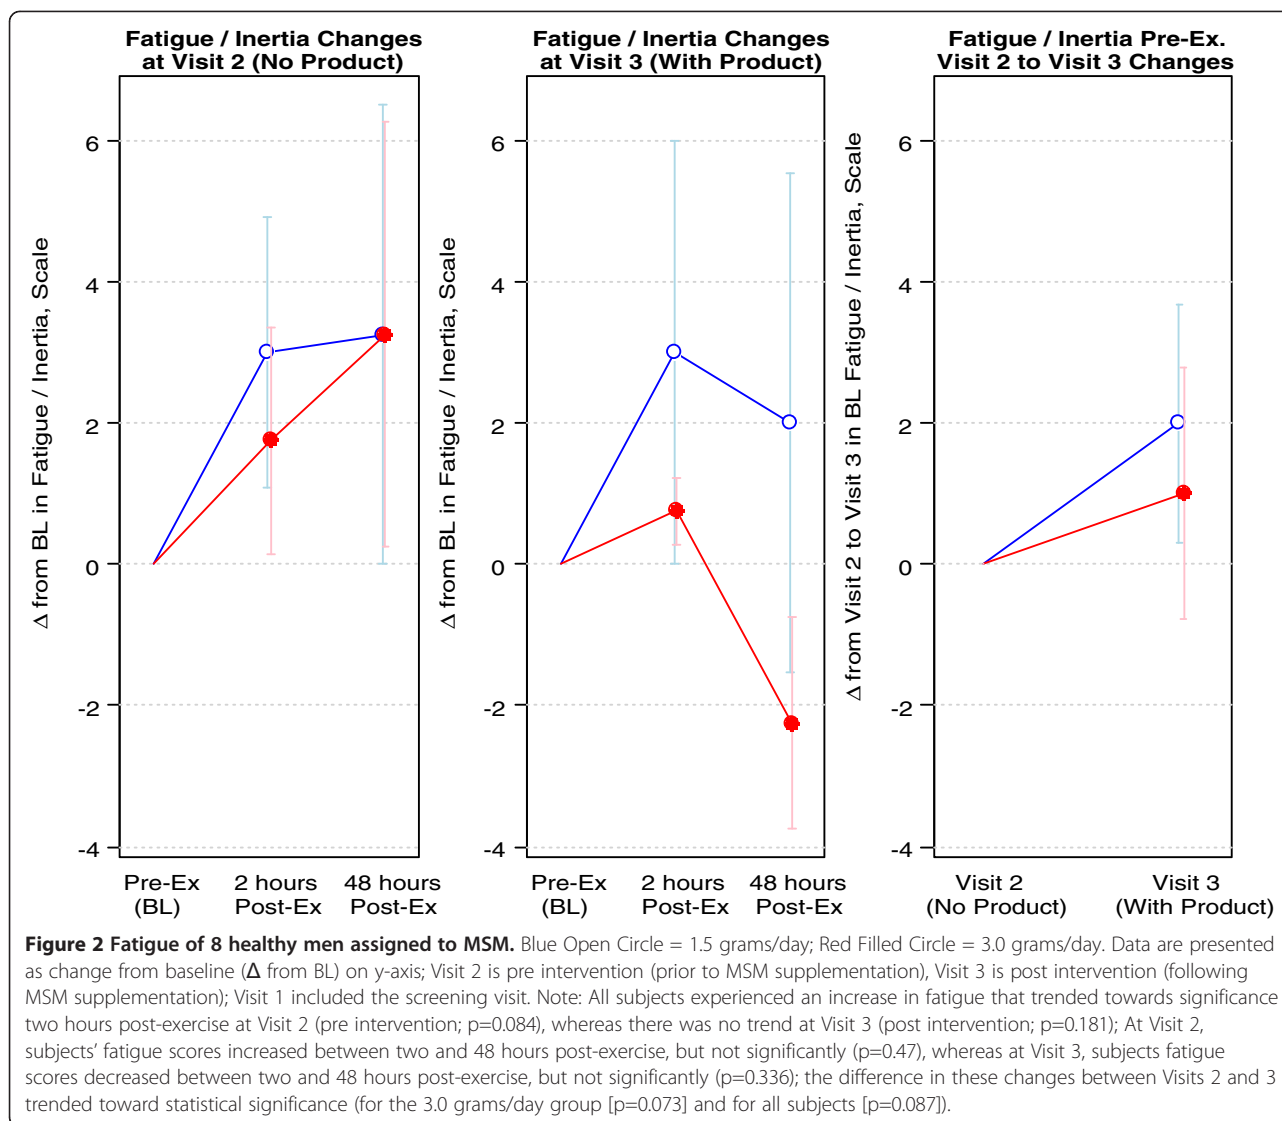 Fatigue / Inertia Changes
at Visit 2 (No Product)
Δ from BL in Fatigue / Inertia, Scale
6
4
2
0
-2
-4
Pre-Ex
(BL)
2 hours
Post-Ex
48 hours
Post-Ex
Fatigue / Inertia Changes
at Visit 3 (With Product)
Δ from BL in Fatigue / Inertia, Scale
6
4
2
0
-2
-4
Pre-Ex
(BL)
2 hours
Post-Ex
48 hours
Post-Ex
Fatigue / Inertia Pre-Ex.
Visit 2 to Visit 3 Changes
Δ from Visit 2 to Visit 3 in BL Fatigue / Inertia, Scale
6
4
2
0
-2
-4
Visit 2
(No Product)
Visit 3
(With Product)
Figure 2 Fatigue of 8 healthy men assigned to MSM. Blue Open Circle = 1.5 grams/day; Red Filled Circle = 3.0 grams/day. Data are presented
as change from baseline (Δ from BL) on y-axis; Visit 2 is pre intervention (prior to MSM supplementation), Visit 3 is post intervention (following
MSM supplementation); Visit 1 included the screening visit. Note: All subjects experienced an increase in fatigue that trended towards significance
two hours post-exercise at Visit 2 (pre intervention; p=0.084), whereas there was no trend at Visit 3 (post intervention; p=0.181); At Visit 2,
subjects' fatigue scores increased between two and 48 hours post-exercise, but not significantly (p=0.47), whereas at Visit 3, subjects fatigue
scores decreased between two and 48 hours post-exercise, but not significantly (p=0.336); the difference in these changes between Visits 2 and 3
trended toward statistical significance (for the 3.0 grams/day group [p=0.073] and for all subjects [p=0.087]).